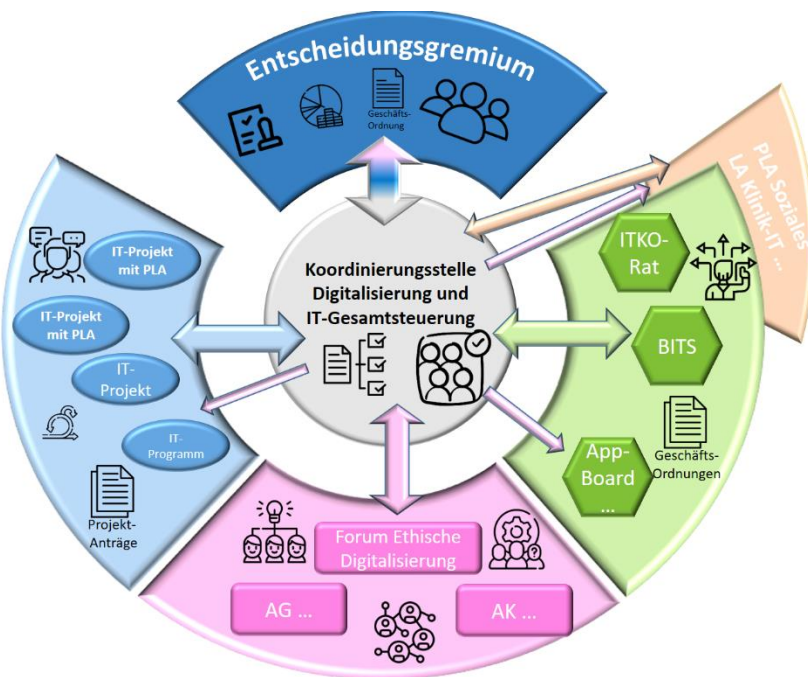 Entscheidungsgremium
Geschäfts-
Ordnung
PLA Soziales
LA Klinik-IT ...
IT-Projekt
mit PLA
IT-Projekt
mit PLA
IT-
Projekt
IT-
Programm
Projekt-
Anträge
Koordinierungsstelle
Digitalisierung und
IT-Gesamtsteuerung
ITKO-
Rat
BITS
App-
Board
...
Geschäfts-
Ordnungen
Forum Ethische
Digitalisierung
AG ...
AK ...